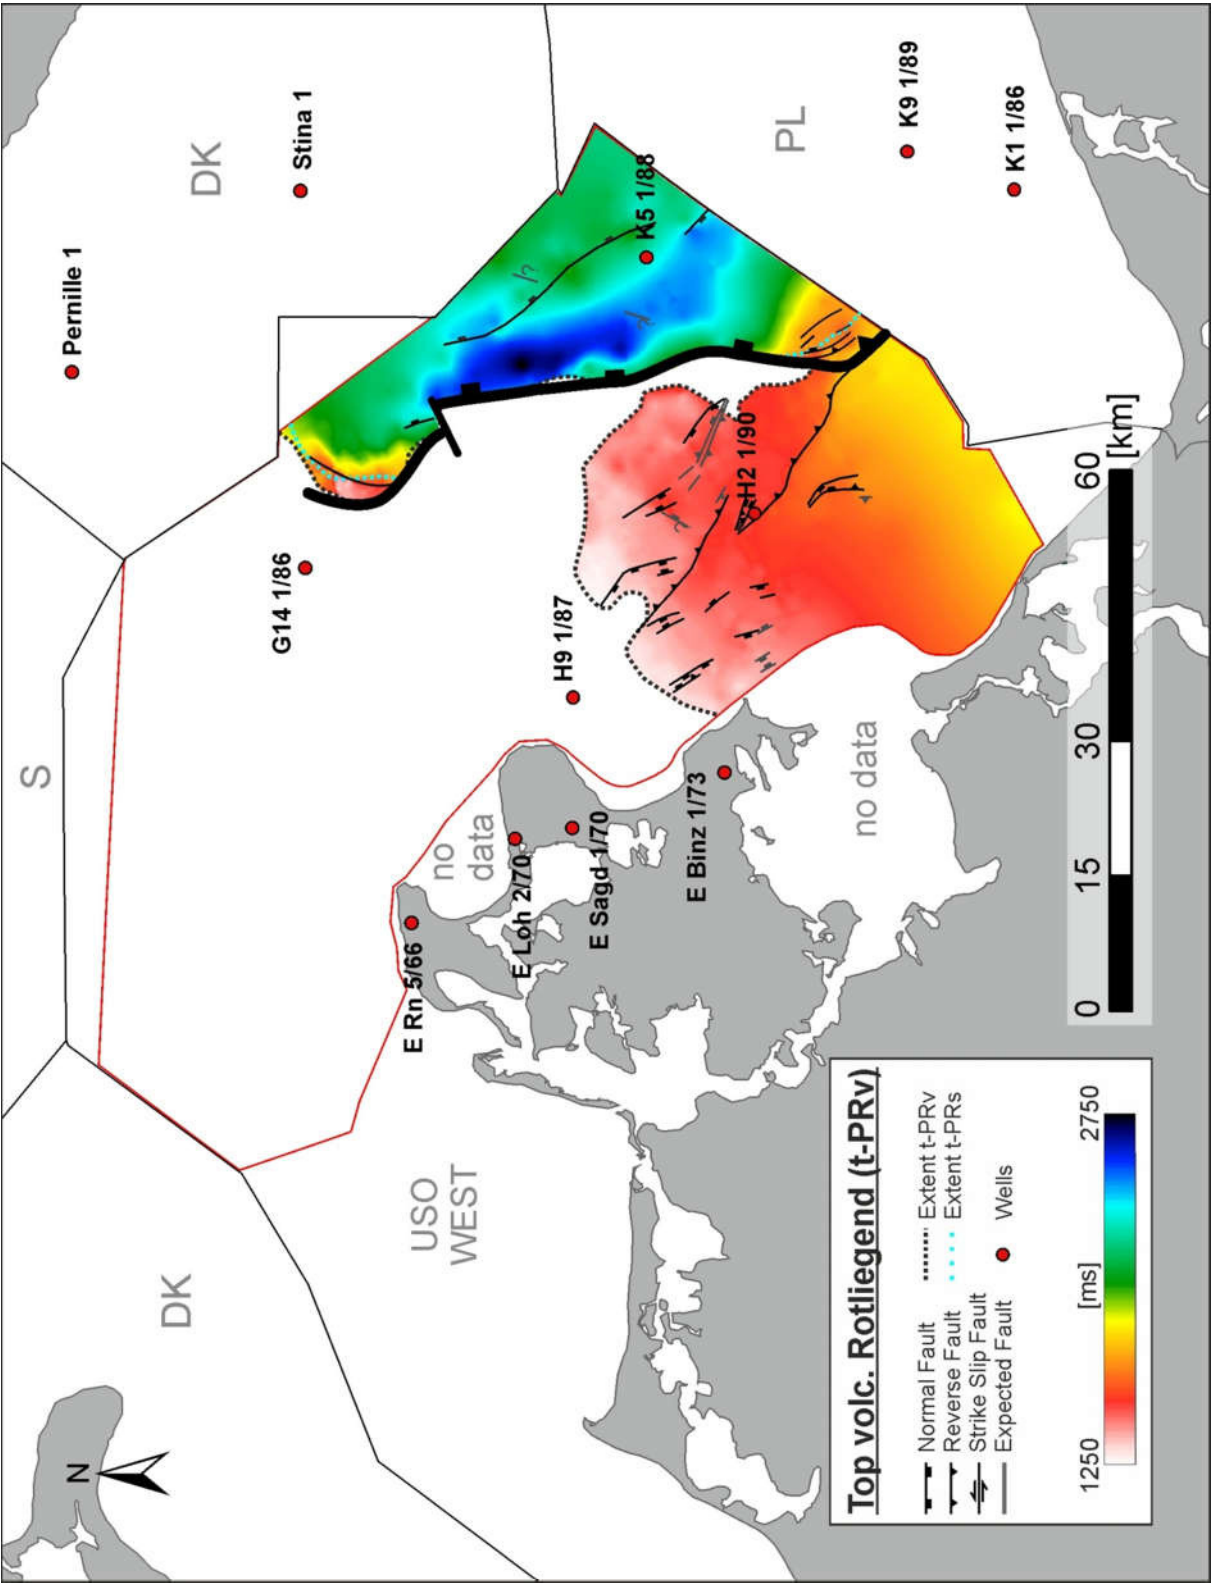 S
DK
Pernille 1
Stina 1
G14 1/86
DK
USO
WEST
E Rn 5/66
no
data
E Loh 2/70
E Sagd 1/70
H9 1/87
K5 1/88
E Binz 1/73
H2 1/90
PL
no data
K9 1/89
K1 1/86
N
Top volc. Rotliegend (t-PRv)
Normal Fault
Reverse Fault
Strike Slip Fault
Expected Fault
Extent t-PRv
Extent t-PRs
Wells
1250
[ms]
2750
0
15
30
60
[km]
?